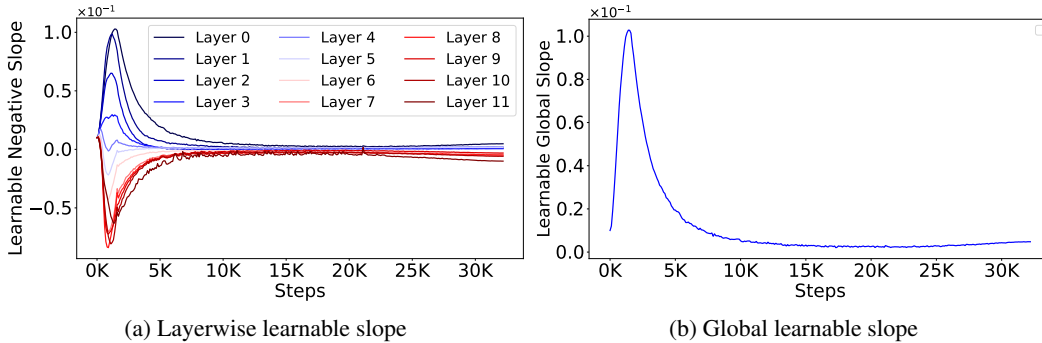 ×10⁻¹
Learnable Negative Slope
1.0
0.5
0.0
−0.5
Layer 0
Layer 1
Layer 2
Layer 3
Layer 4
Layer 5
Layer 6
Layer 7
Layer 8
Layer 9
Layer 10
Layer 11
0K 5K 10K 15K 20K 25K 30K
Steps
(a) Layerwise learnable slope
×10⁻¹
Learnable Global Slope
1.0
0.8
0.6
0.4
0.2
0.0
0K 5K 10K 15K 20K 25K 30K
Steps
(b) Global learnable slope